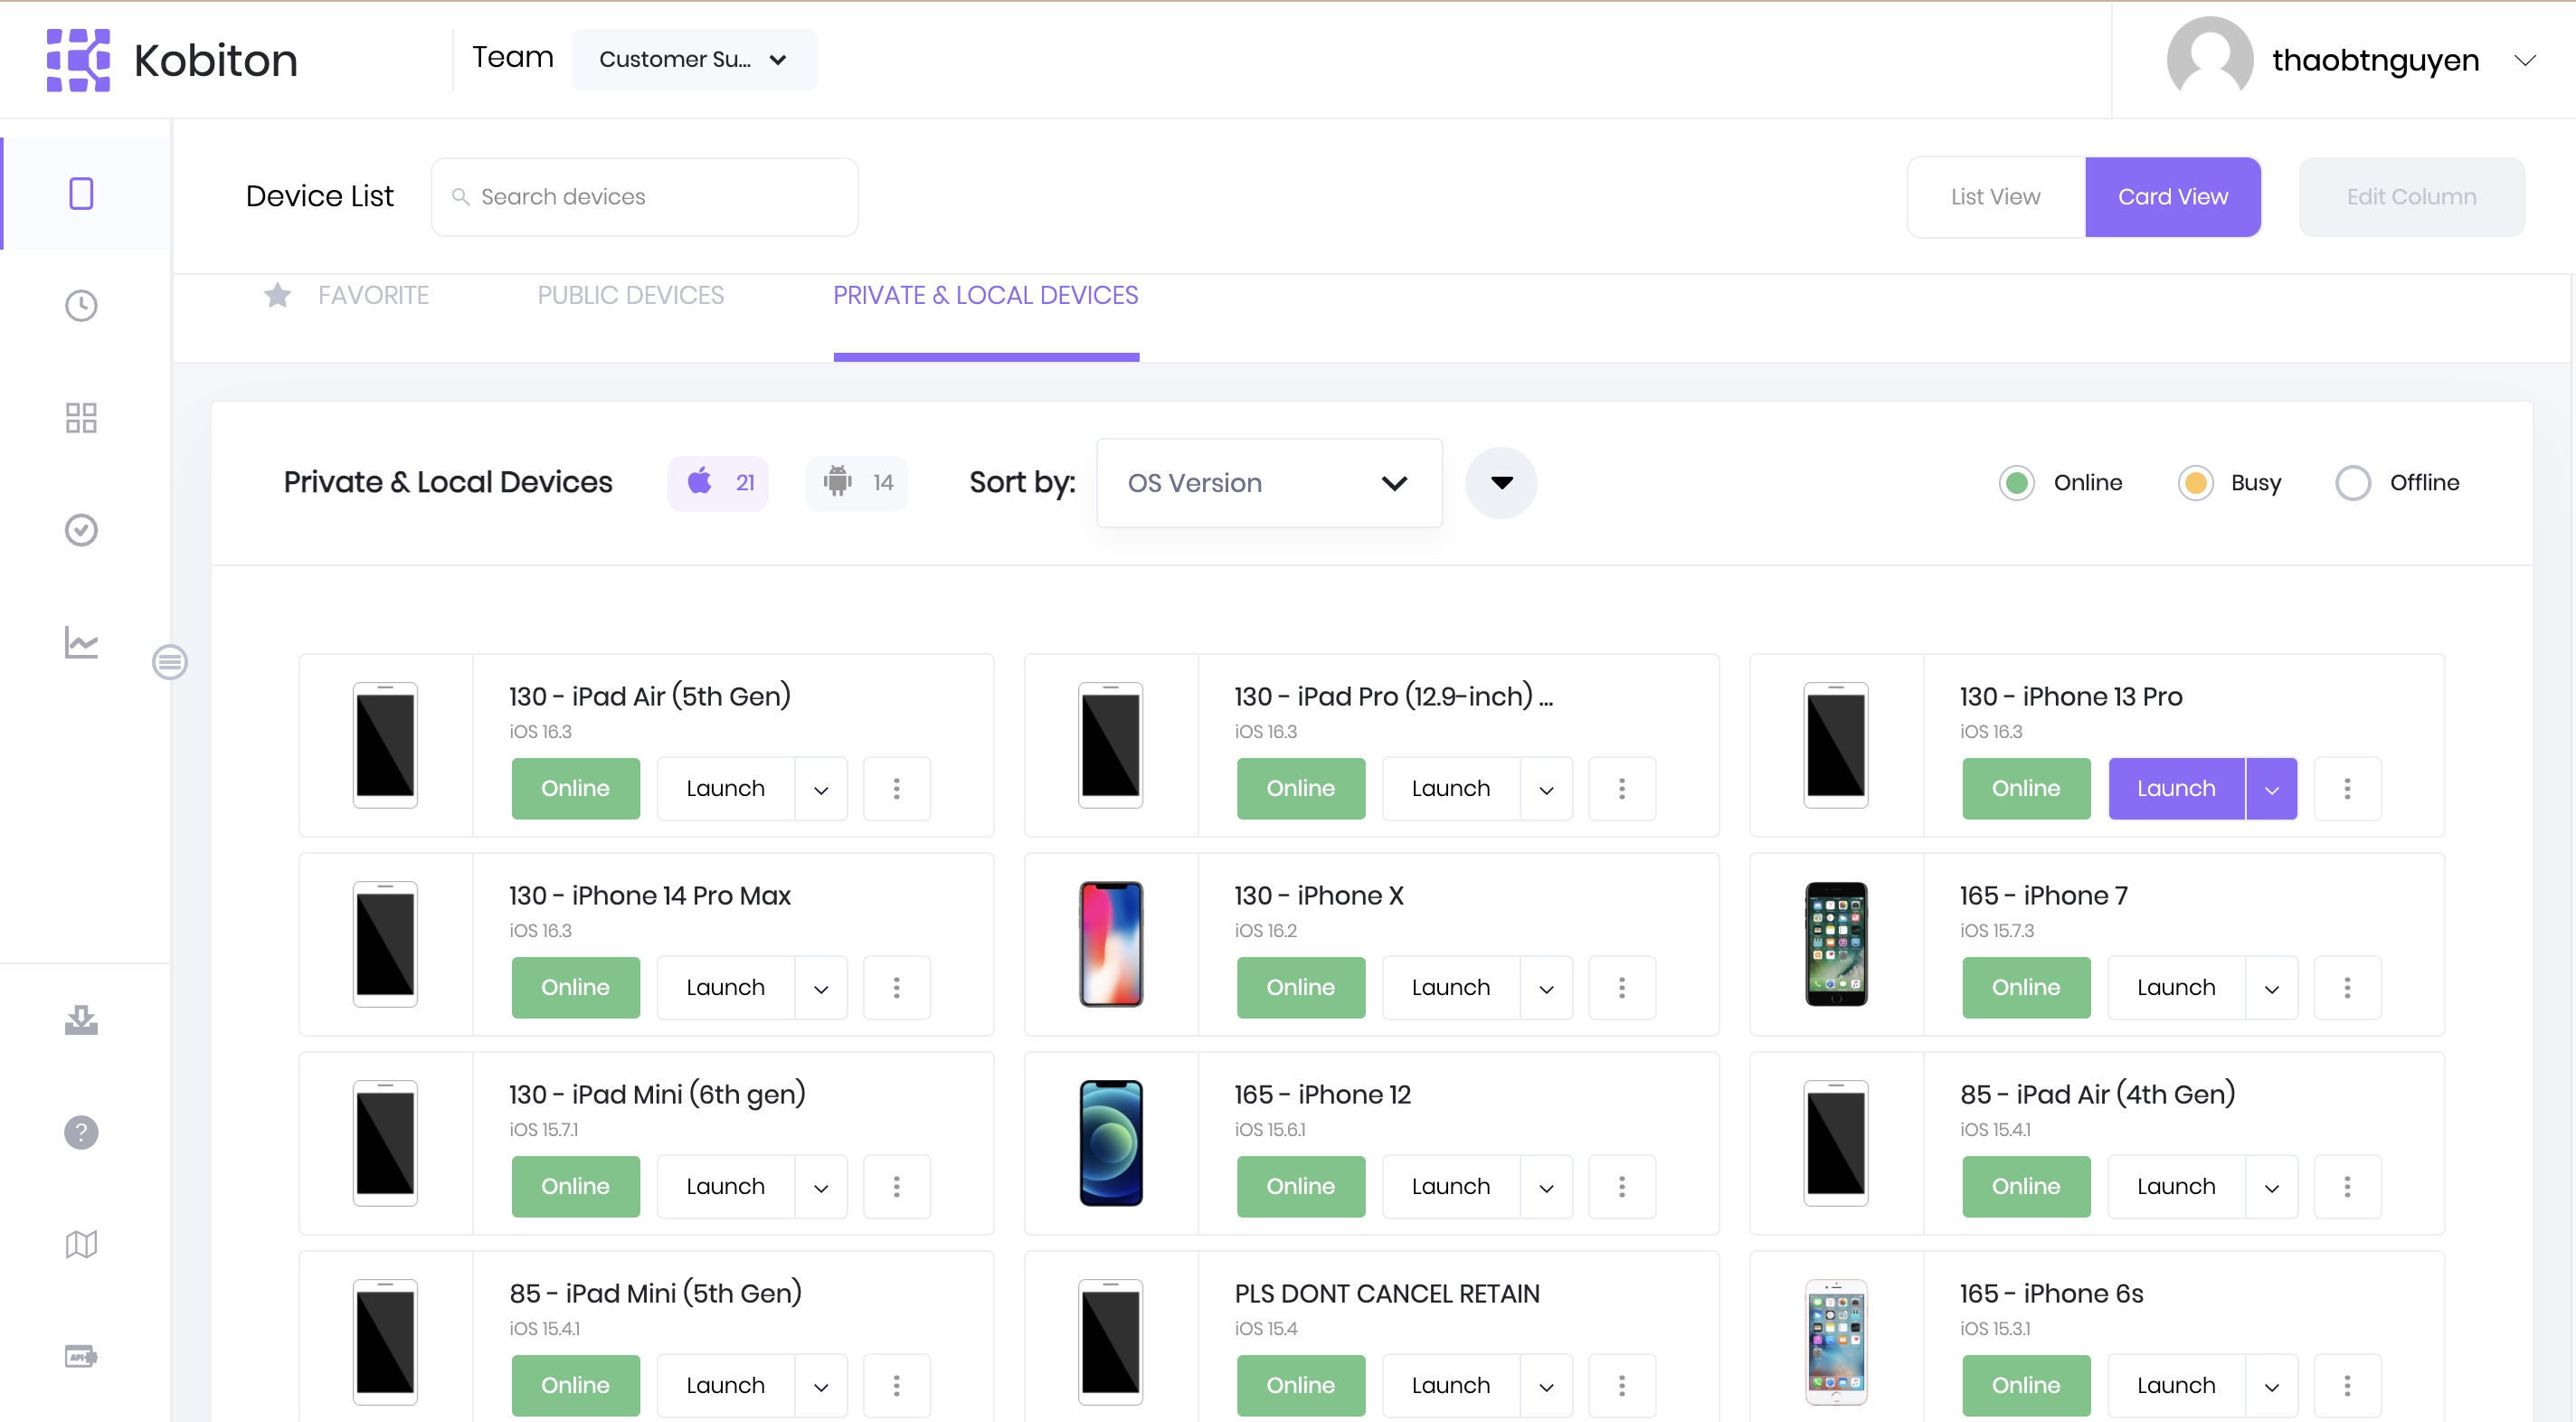 Kobiton
Team
Customer Su...
thaobtnguyen
Device List
Search devices
List View
Card View
Edit Column
FAVORITE
PUBLIC DEVICES
PRIVATE & LOCAL DEVICES
Private & Local Devices
21
14
Sort by:
OS Version
Online
Busy
Offline
130 - iPad Air (5th Gen)
iOS 16.3
Online
Launch
130 - iPad Pro (12.9-inch) ...
iOS 16.3
Online
Launch
130 - iPhone 13 Pro
iOS 16.3
Online
Launch
130 - iPhone 14 Pro Max
iOS 16.3
Online
Launch
130 - iPhone X
iOS 16.2
Online
Launch
165 - iPhone 7
iOS 15.7.3
Online
Launch
130 - iPad Mini (6th gen)
iOS 15.7.1
Online
Launch
165 - iPhone 12
iOS 15.6.1
Online
Launch
85 - iPad Air (4th Gen)
iOS 15.4.1
Online
Launch
85 - iPad Mini (5th Gen)
iOS 15.4.1
Online
Launch
PLS DONT CANCEL RETAIN
iOS 15.4
Online
Launch
165 - iPhone 6s
iOS 15.3.1
Online
Launch
?
API